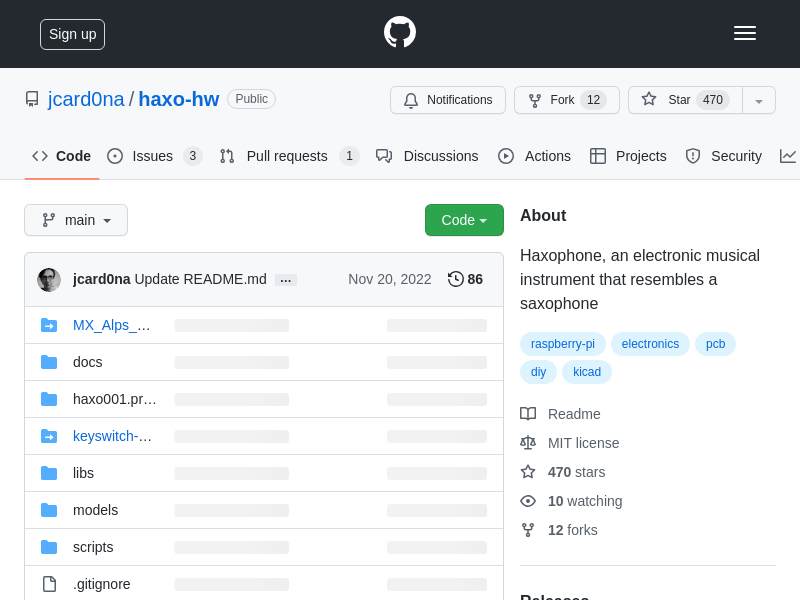 Sign up
jcard0na / haxo-hw Public
Notifications
Fork 12
Star 470
Code
Issues 3
Pull requests 1
Discussions
Actions
Projects
Security
main
Code
jcard0na Update README.md ...
Nov 20, 2022
86
MX_Alps_…
docs
haxo001.pr…
keyswitch-…
libs
models
scripts
.gitignore
About
Haxophone, an electronic musical
instrument that resembles a
saxophone
raspberry-pi electronics pcb
diy kicad
Readme
MIT license
470 stars
10 watching
12 forks
Releases